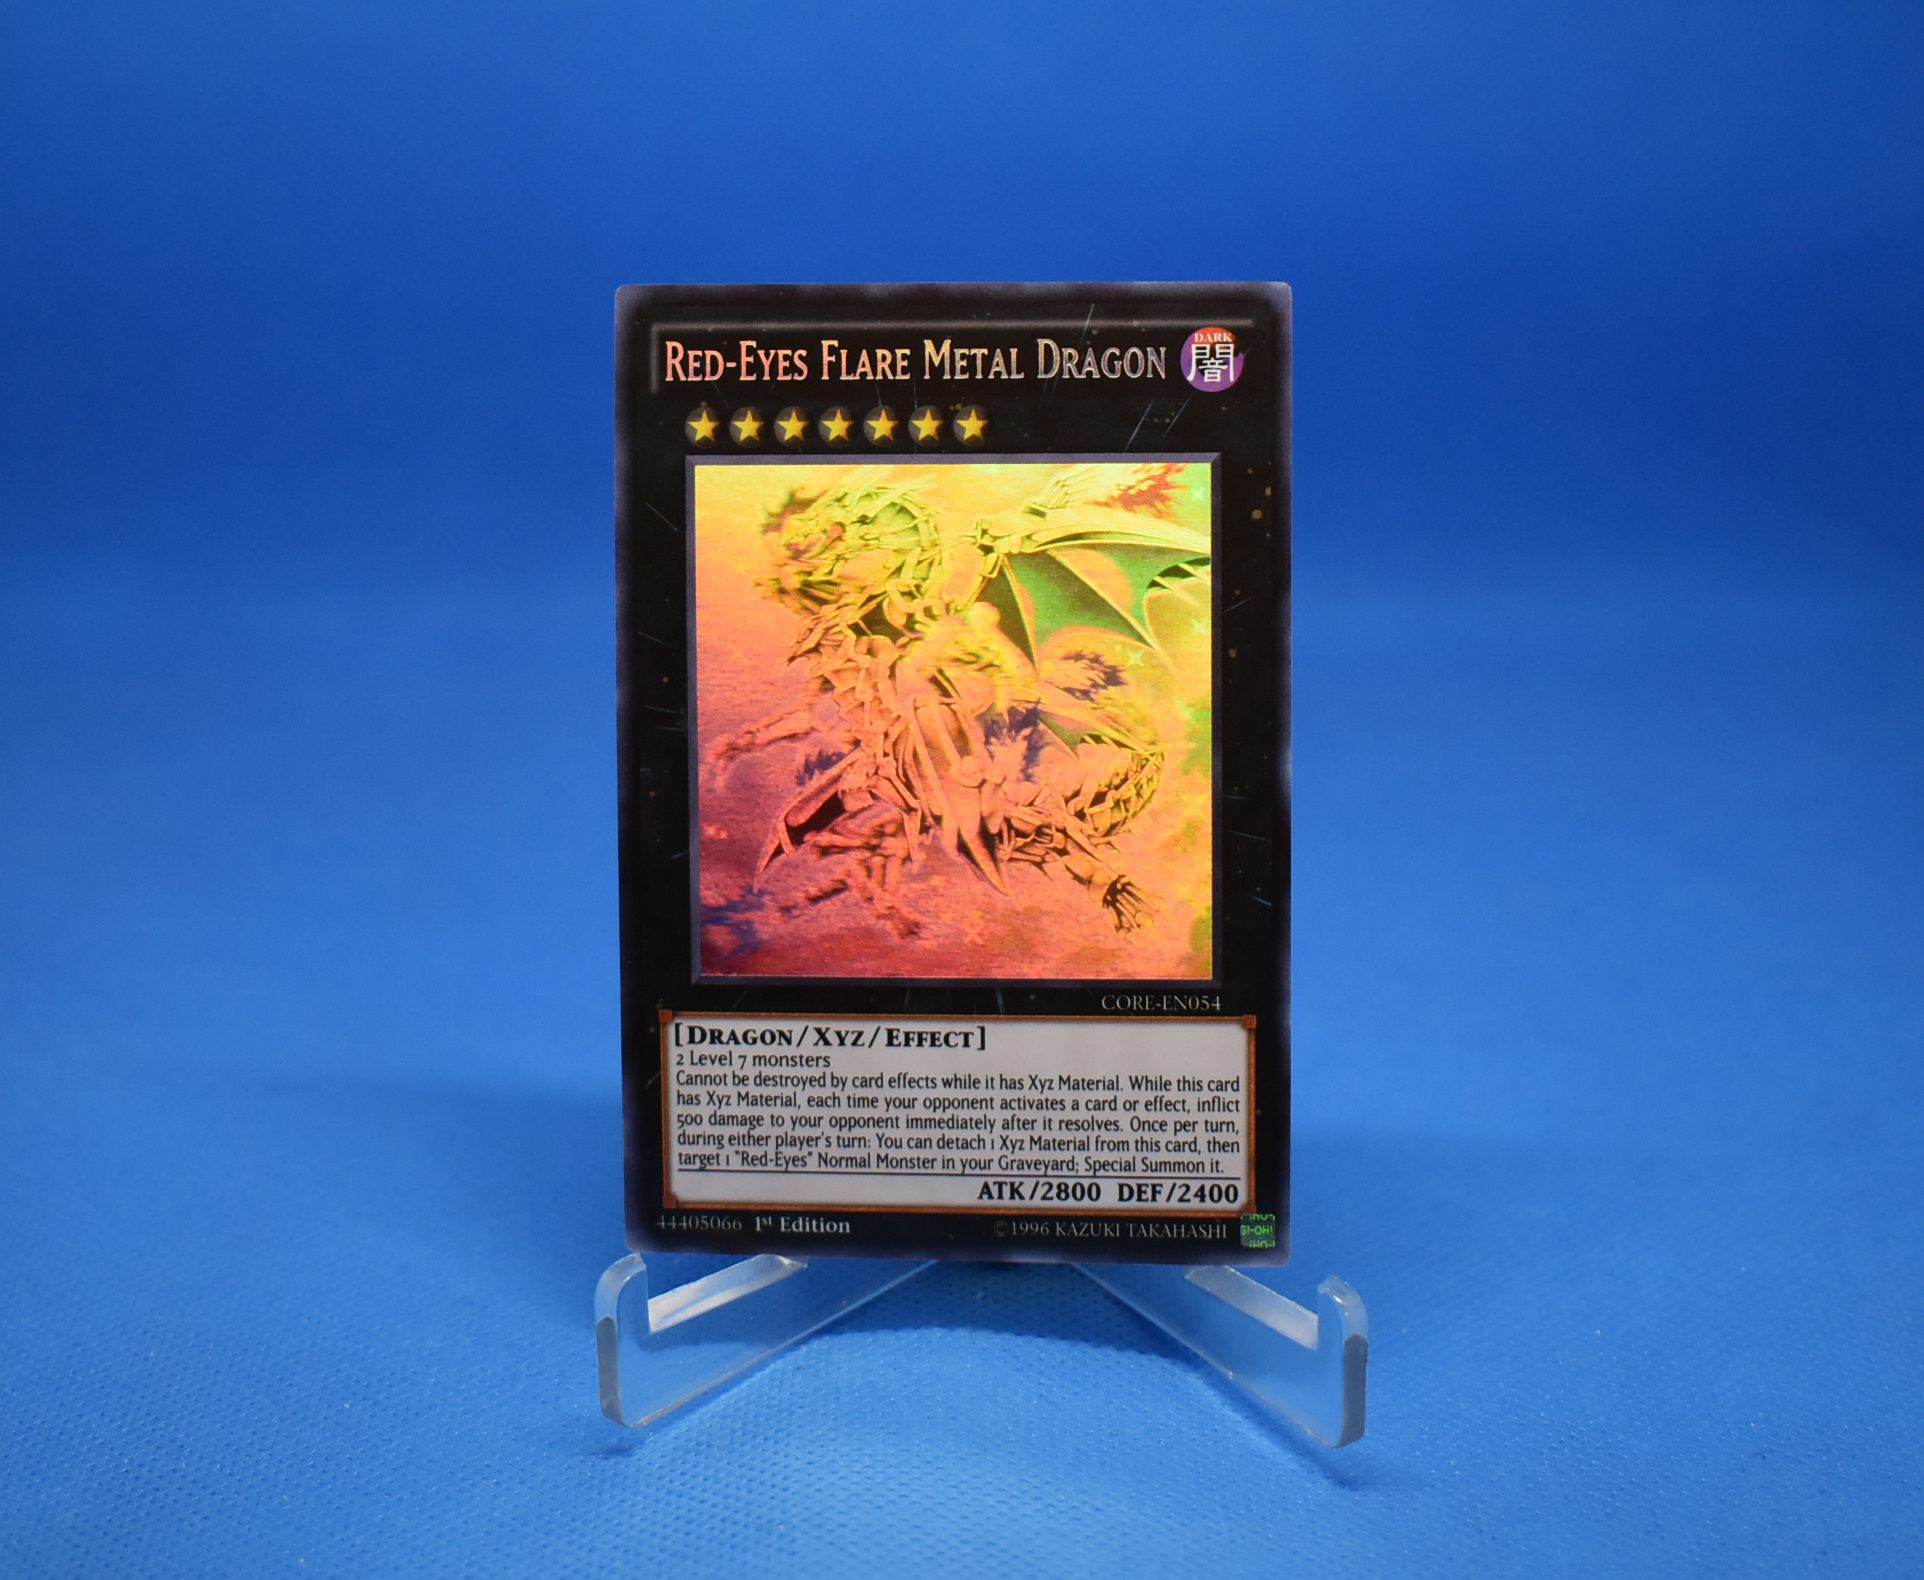 RED-EYES FLARE METAL DRAGON
DARK
闇
CORE-EN054
[DRAGON/XYZ/EFFECT]
2 Level 7 monsters
Cannot be destroyed by card effects while it has Xyz Material. While this card
has Xyz Material, each time your opponent activates a card or effect, inflict
500 damage to your opponent immediately after it resolves. Once per turn,
during either player's turn: You can detach 1 Xyz Material from this card, then
target 1 "Red-Eyes" Normal Monster in your Graveyard; Special Summon it.
ATK/2800 DEF/2400
44405066 1st Edition ©1996 KAZUKI TAKAHASHI
GI-OH!